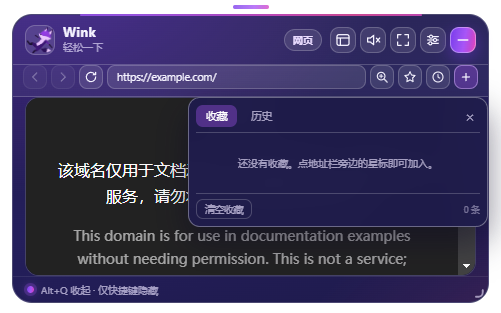 Wink
轻松一下
网页
https://example.com/
收藏 历史
还没有收藏。点地址栏旁边的星标即可加入。
清空收藏 0 条
该域名仅用于文档
服务，请勿
This domain is for use in documentation examples
without needing permission. This is not a service;
Alt+Q 收起 · 仅快捷键隐藏